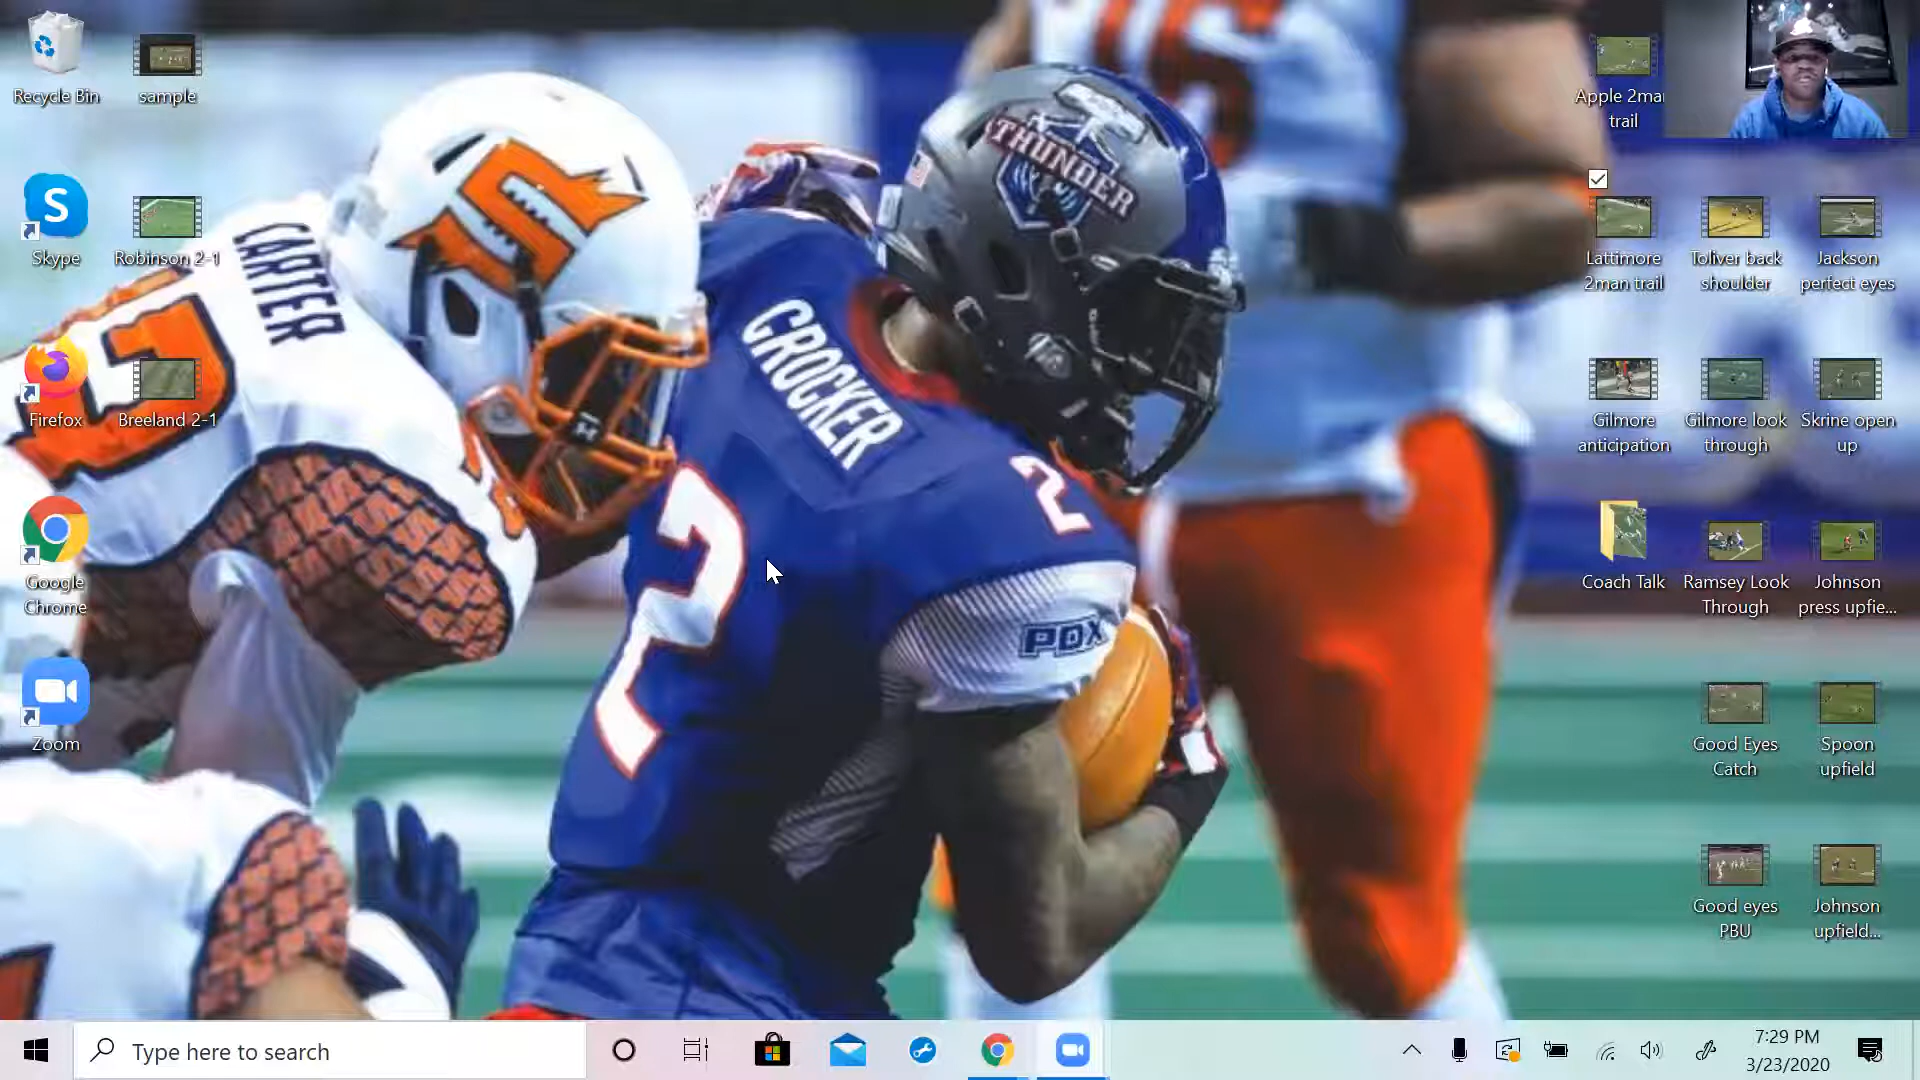 Recycle Bin
sample
Skype
Robinson 2-1
Firefox
Breeland 2-1
Google
Chrome
Zoom
CARTER
THUNDER
CROCKER
2
2
PDX
15
Apple 2man
trail
Lattimore
2man trail
Toliver back
shoulder
Jackson
perfect eyes
Gilmore
anticipation
Gilmore look
through
Skrine open
up
Coach Talk
Ramsey Look
Through
Johnson
press upfie...
Good Eyes
Catch
Spoon
upfield
Good eyes
PBU
Johnson
upfield...
Type here to search
7:29 PM
3/23/2020